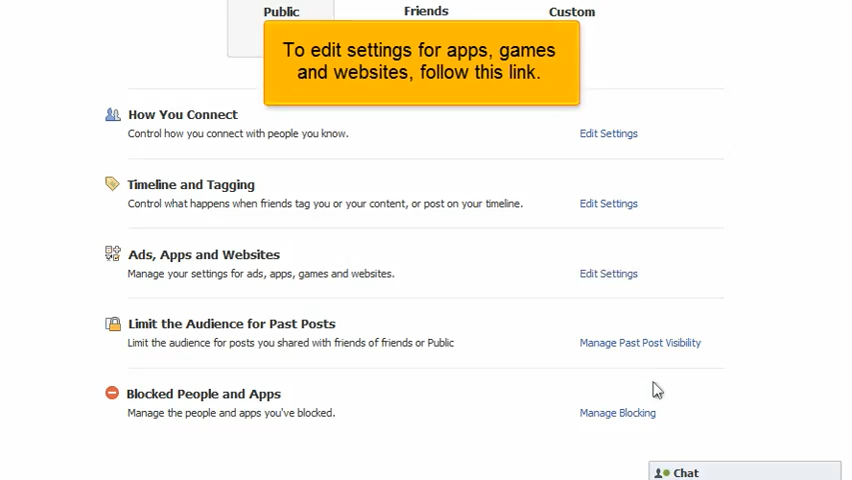 Public Friends Custom
To edit settings for apps, games
and websites, follow this link.
How You Connect
Control how you connect with people you know. Edit Settings
Timeline and Tagging
Control what happens when friends tag you or your content, or post on your timeline. Edit Settings
Ads, Apps and Websites
Manage your settings for ads, apps, games and websites. Edit Settings
Limit the Audience for Past Posts
Limit the audience for posts you shared with friends of friends or Public Manage Past Post Visibility
Blocked People and Apps
Manage the people and apps you've blocked. Manage Blocking
Chat